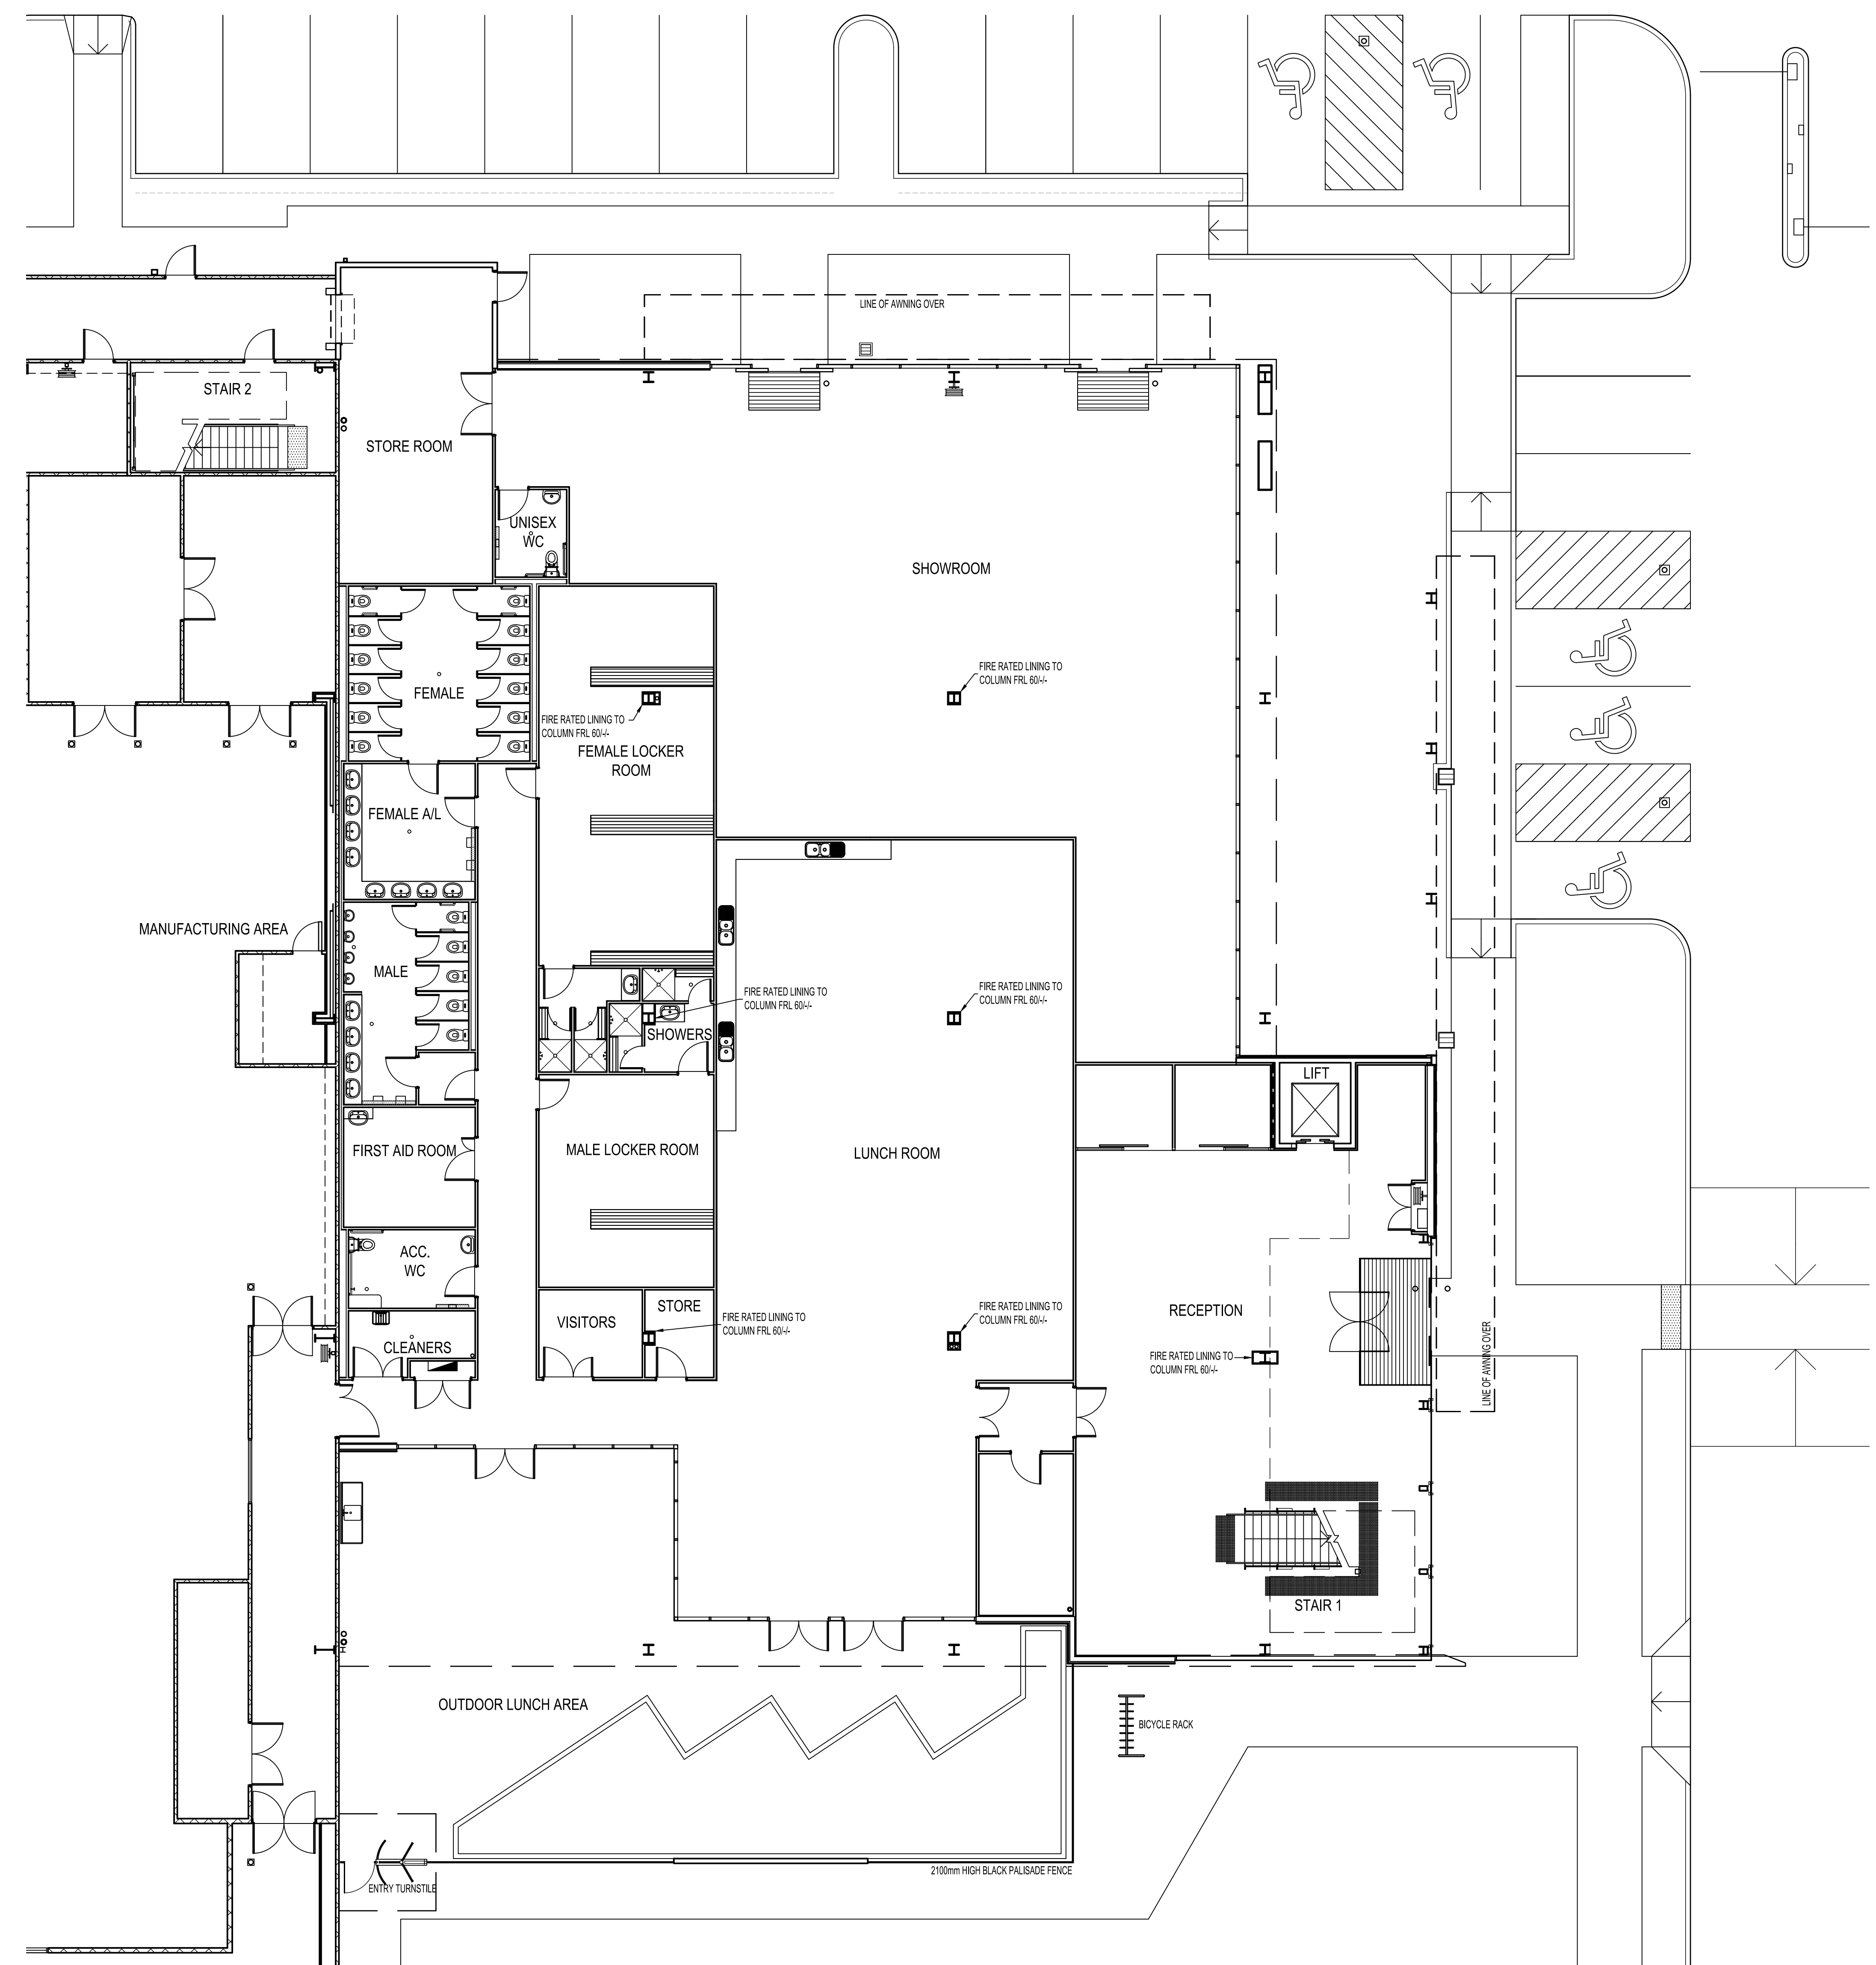 LINE OF AWNING OVER
STAIR 2
STORE ROOM
UNISEX
WC
SHOWROOM
FIRE RATED LINING TO
COLUMN FRL 60/-/-
FEMALE
FIRE RATED LINING TO
COLUMN FRL 60/-/-
FEMALE LOCKER
ROOM
FEMALE A/L
MANUFACTURING AREA
MALE
FIRE RATED LINING TO
COLUMN FRL 60/-/-
FIRE RATED LINING TO
COLUMN FRL 60/-/-
SHOWERS
LIFT
FIRST AID ROOM
MALE LOCKER ROOM
LUNCH ROOM
ACC.
WC
VISITORS
STORE
FIRE RATED LINING TO
COLUMN FRL 60/-/-
FIRE RATED LINING TO
COLUMN FRL 60/-/-
RECEPTION
CLEANERS
FIRE RATED LINING TO
COLUMN FRL 60/-/-
LINE OF AWNING OVER
STAIR 1
OUTDOOR LUNCH AREA
BICYCLE RACK
2100mm HIGH BLACK PALISADE FENCE
ENTRY TURNSTILE